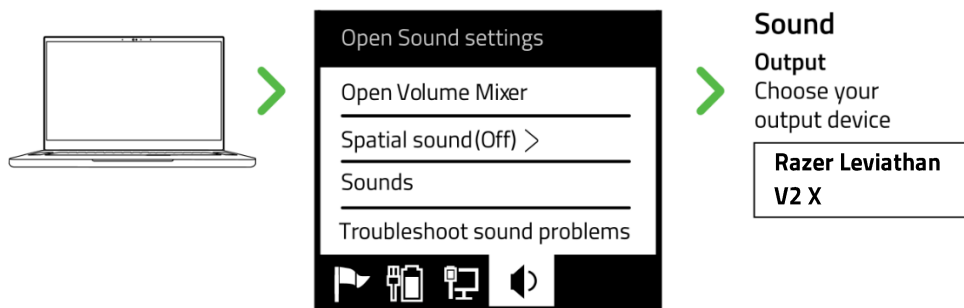 Open Sound settings
Open Volume Mixer
Spatial sound(Off) >
Sounds
Troubleshoot sound problems
Sound
Output
Choose your
output device
Razer Leviathan
V2 X